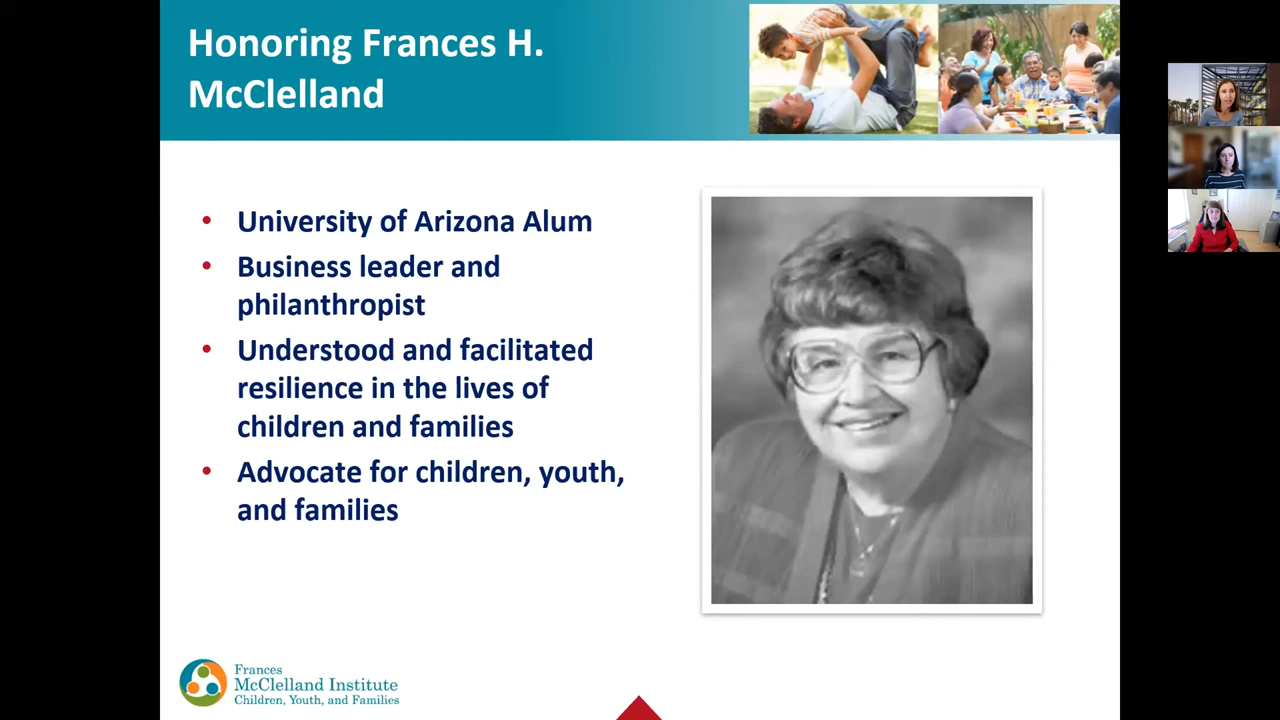 Honoring Frances H.
McClelland
• University of Arizona Alum
• Business leader and
philanthropist
• Understood and facilitated
resilience in the lives of
children and families
• Advocate for children, youth,
and families
Frances
McClelland Institute
Children, Youth, and Families